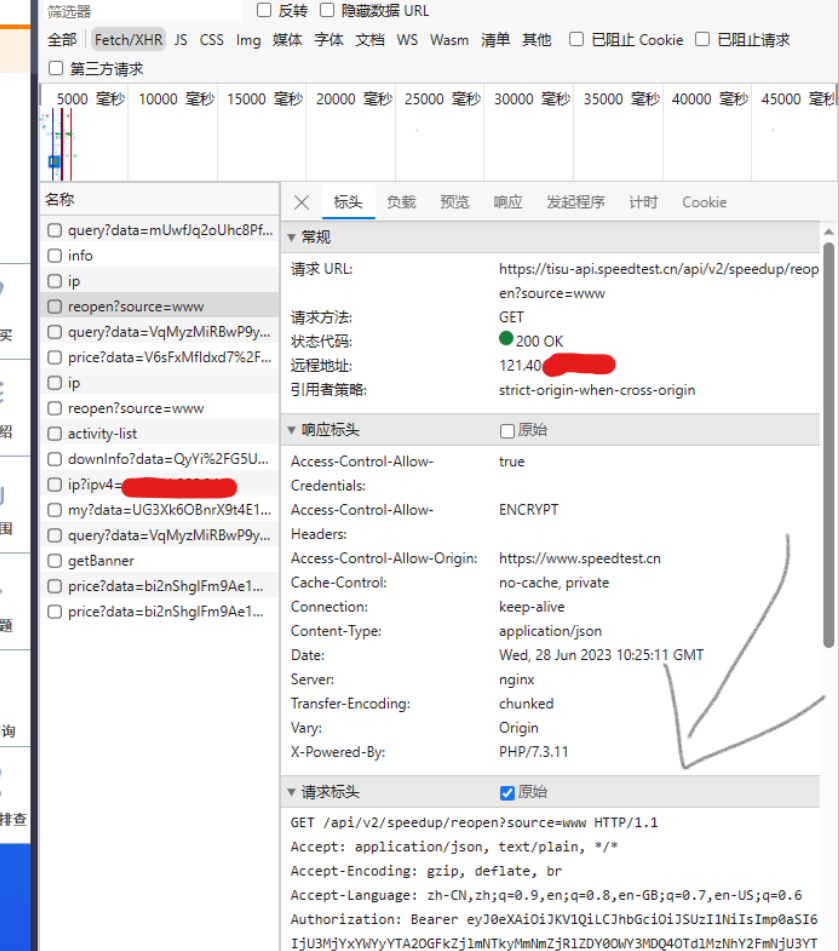 筛选器 反转 隐藏数据 URL
全部 Fetch/XHR JS CSS Img 媒体 字体 文档 WS Wasm 清单 其他 已阻止 Cookie 已阻止请求
第三方请求
5000 毫秒 10000 毫秒 15000 毫秒 20000 毫秒 25000 毫秒 30000 毫秒 35000 毫秒 40000 毫秒 45000 毫秒
名称
query?data=mUwfJq2oUhc8Pf...
info
ip
reopen?source=www
query?data=VqMyzMiRBwP9y...
price?data=V6sFxMfldxd7%2F...
ip
reopen?source=www
activity-list
downInfo?data=QyYi%2FG5U...
ip?ipv4=
my?data=UG3Xk6OBnrX9t4E1...
query?data=VqMyzMiRBwP9y...
getBanner
price?data=bi2nShglFm9Ae1...
price?data=bi2nShglFm9Ae1...
买
绍
围
题
询
排查
标头 负载 预览 响应 发起程序 计时 Cookie
常规
请求 URL: https://tisu-api.speedtest.cn/api/v2/speedup/reop
en?source=www
请求方法: GET
状态代码: 200 OK
远程地址: 121.40
引用者策略: strict-origin-when-cross-origin
响应标头 原始
Access-Control-Allow- true
Credentials:
Access-Control-Allow- ENCRYPT
Headers:
Access-Control-Allow-Origin: https://www.speedtest.cn
Cache-Control: no-cache, private
Connection: keep-alive
Content-Type: application/json
Date: Wed, 28 Jun 2023 10:25:11 GMT
Server: nginx
Transfer-Encoding: chunked
Vary: Origin
X-Powered-By: PHP/7.3.11
请求标头 原始
GET /api/v2/speedup/reopen?source=www HTTP/1.1
Accept: application/json, text/plain, */*
Accept-Encoding: gzip, deflate, br
Accept-Language: zh-CN,zh;q=0.9,en;q=0.8,en-GB;q=0.7,en-US;q=0.6
Authorization: Bearer eyJ0eXAiOiJKV1QiLCJhbGciOiJSUzI1NiIsImp0aSI6
IjU3MjYxYWYyYTA2OGFkZjlmNTkyMmNmZjRlZDY0OWY3MDQ4OTdlMzNhY2FmNjU3YT